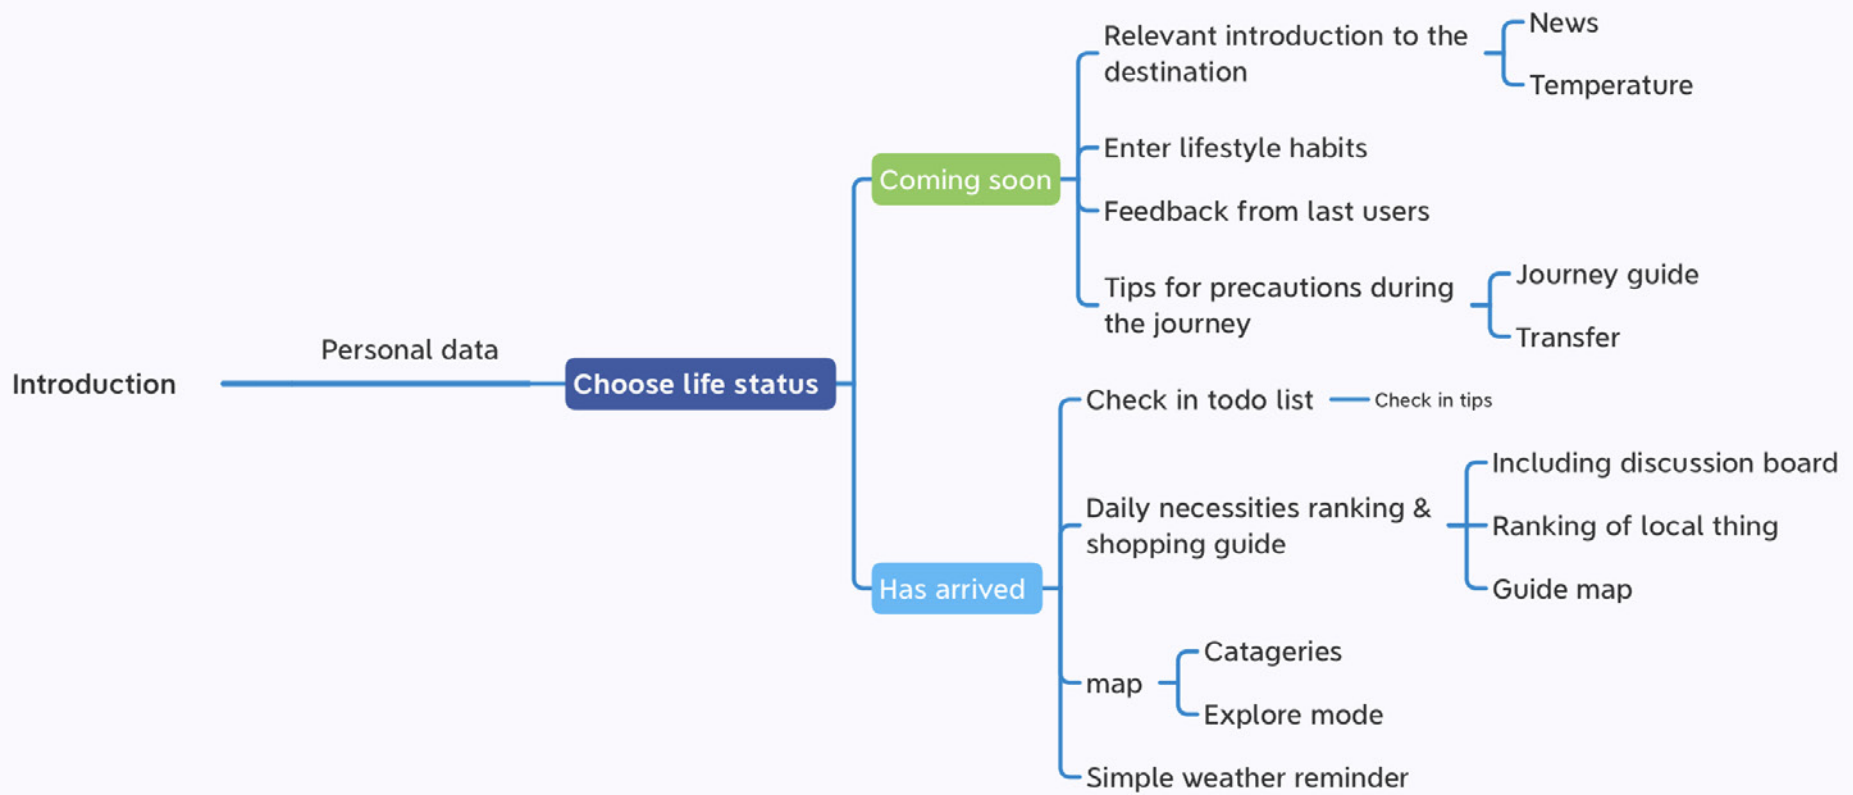 Introduction
Personal data
Choose life status
Coming soon
Relevant introduction to the
destination
News
Temperature
Enter lifestyle habits
Feedback from last users
Tips for precautions during
the journey
Journey guide
Transfer
Has arrived
Check in todo list
Check in tips
Daily necessities ranking &
shopping guide
Including discussion board
Ranking of local thing
Guide map
map
Catageries
Explore mode
Simple weather reminder